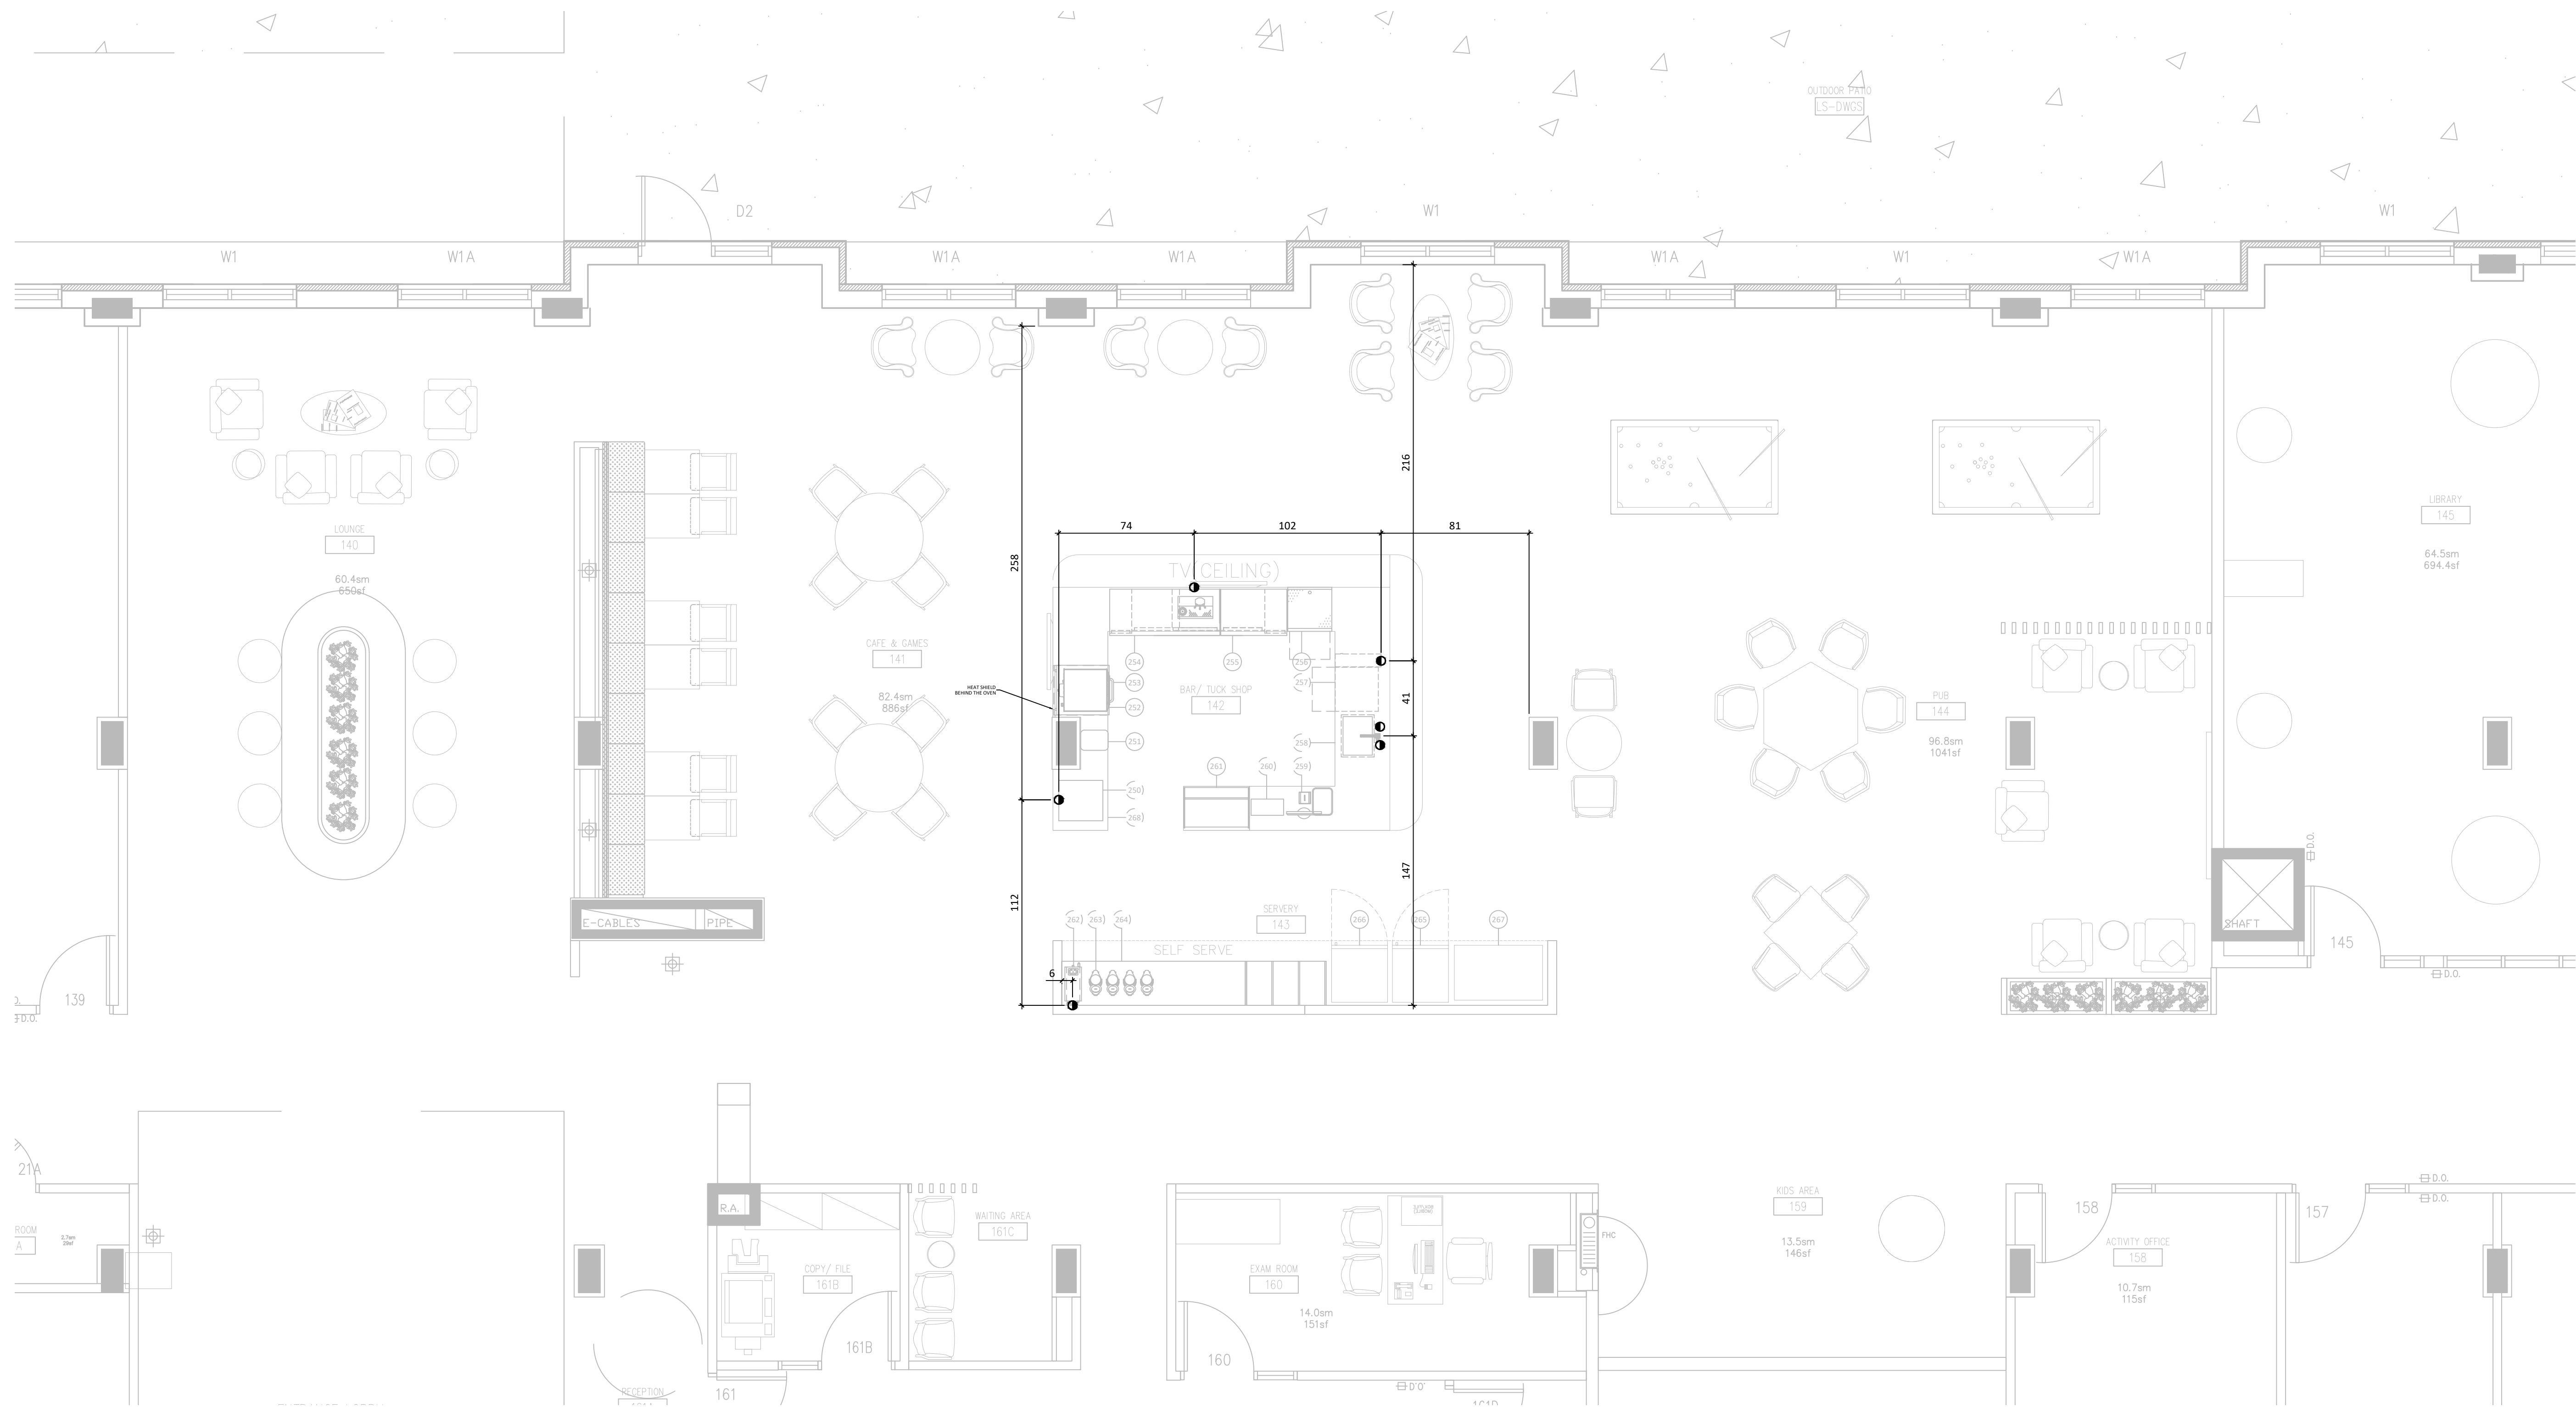 OUTDOOR PATIO
LS-DWGS
D2
W1
W1
W1
W1A
W1A
W1A
W1A
W1
W1A
216
258
LIBRARY
145
64.5sm
694.4sf
LOUNGE
140
60.4sm
650sf
74
102
81
TV(CEILING)
CAFE & GAMES
141
82.4sm
886sf
HEAT SHIELD
BEHIND THE OVEN
254
255
256
253
257
252
251
250
268
BAR/ TUCK SHOP
142
41
258
261
260
259
PUB
144
96.8sm
1041sf
147
112
D.O.
E-CABLES
PIPE
262
263
264
SERVERY
143
266
265
267
SELF SERVE
SHAFT
145
D.O.
6
139
D.O.
21A
ROOM
A
2.7sm
29sf
R.A.
WAITING AREA
161C
COPY/ FILE
161B
161B
EXAM ROOM
160
14.0sm
151sf
160
FHC
KIDS AREA
159
13.5sm
146sf
158
ACTIVITY OFFICE
158
10.7sm
115sf
157
D.O.
D.O.
RECEPTION
161
D.O.